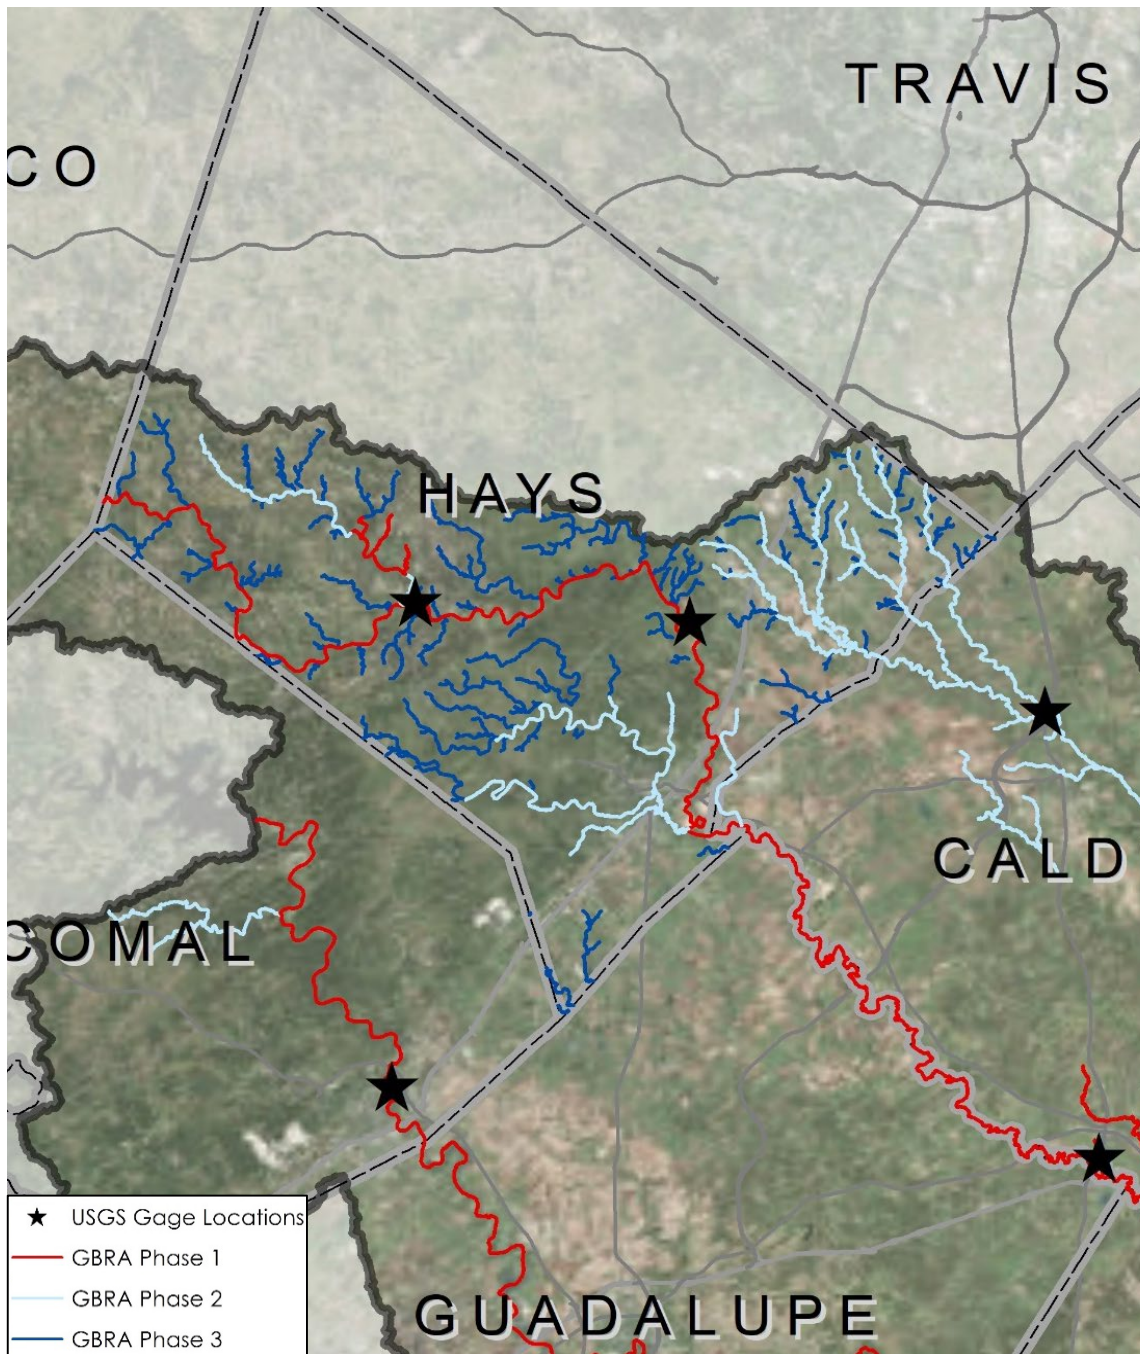 TRAVIS
CO
HAYS
CALD
COMAL
GUADALUPE
USGS Gage Locations
GBRA Phase 1
GBRA Phase 2
GBRA Phase 3